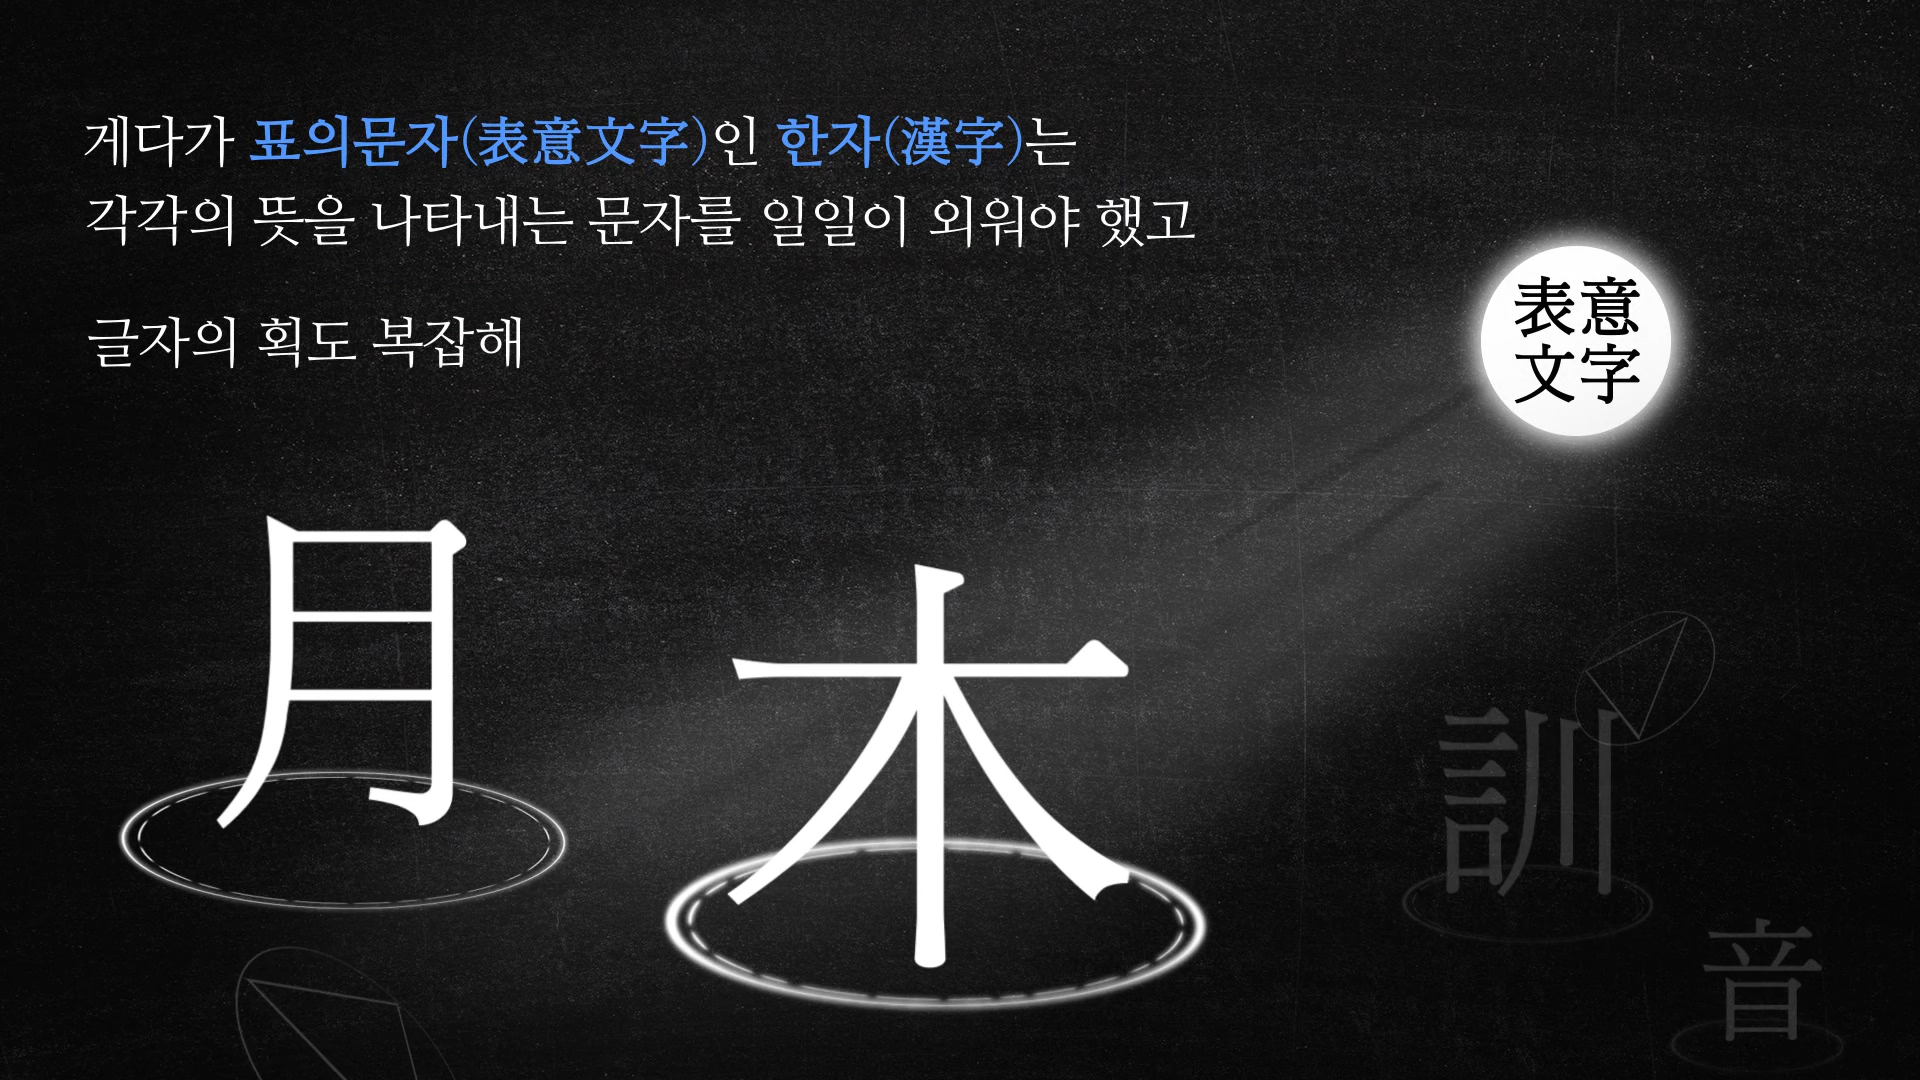 게다가 표의문자(表意文字)인 한자(漢字)는
각각의 뜻을 나타내는 문자를 일일이 외워야 했고
글자의 획도 복잡해
表意
文字
月
木
訓
音